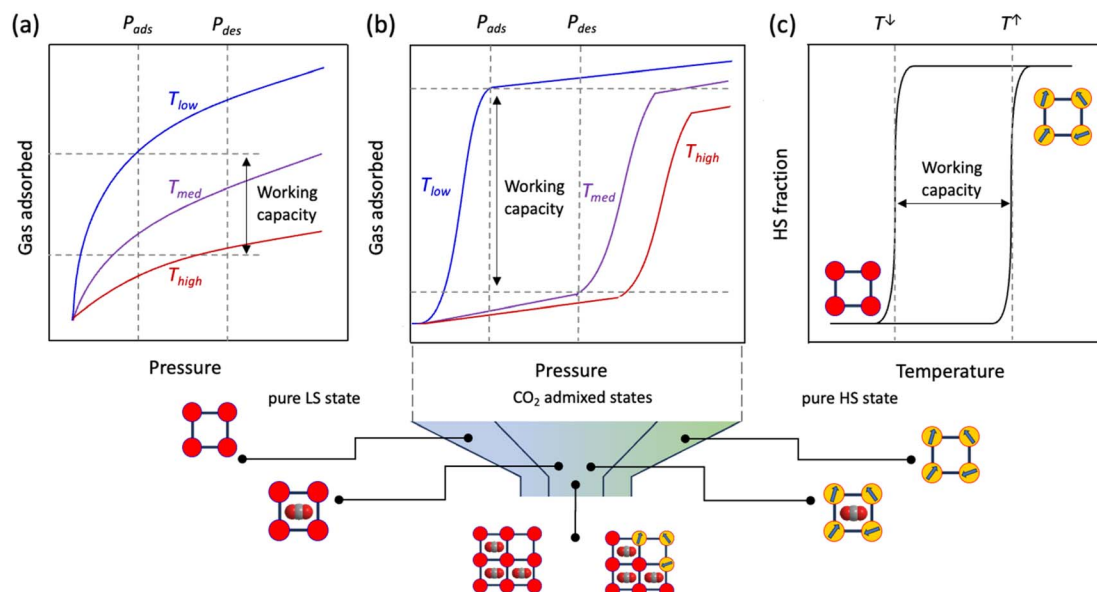 (a)
P_ads
P_des
Gas adsorbed
T_low
T_med
T_high
Working
capacity
Pressure
(b)
P_ads
P_des
Gas adsorbed
T_low
Working
capacity
T_med
T_high
Pressure
(c)
T↓
T↑
HS fraction
Working
capacity
Temperature
pure LS state
CO₂ admixed states
pure HS state